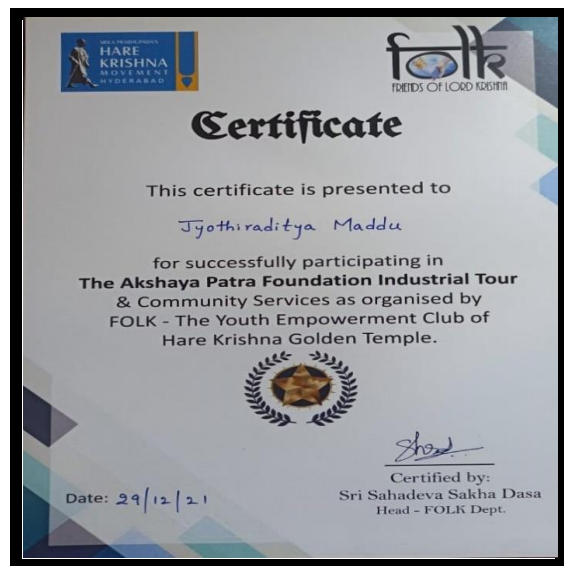 SRILA PRABHUPADA'S
HARE
KRISHNA
MOVEMENT
HYDERABAD
folk
FRIENDS OF LORD KRISHNA
Certificate
This certificate is presented to
Jyothiraditya Maddu
for successfully participating in
The Akshaya Patra Foundation Industrial Tour
& Community Services as organised by
FOLK - The Youth Empowerment Club of
Hare Krishna Golden Temple.
Certified by:
Date: 29/12/21
Sri Sahadeva Sakha Dasa
Head - FOLK Dept.